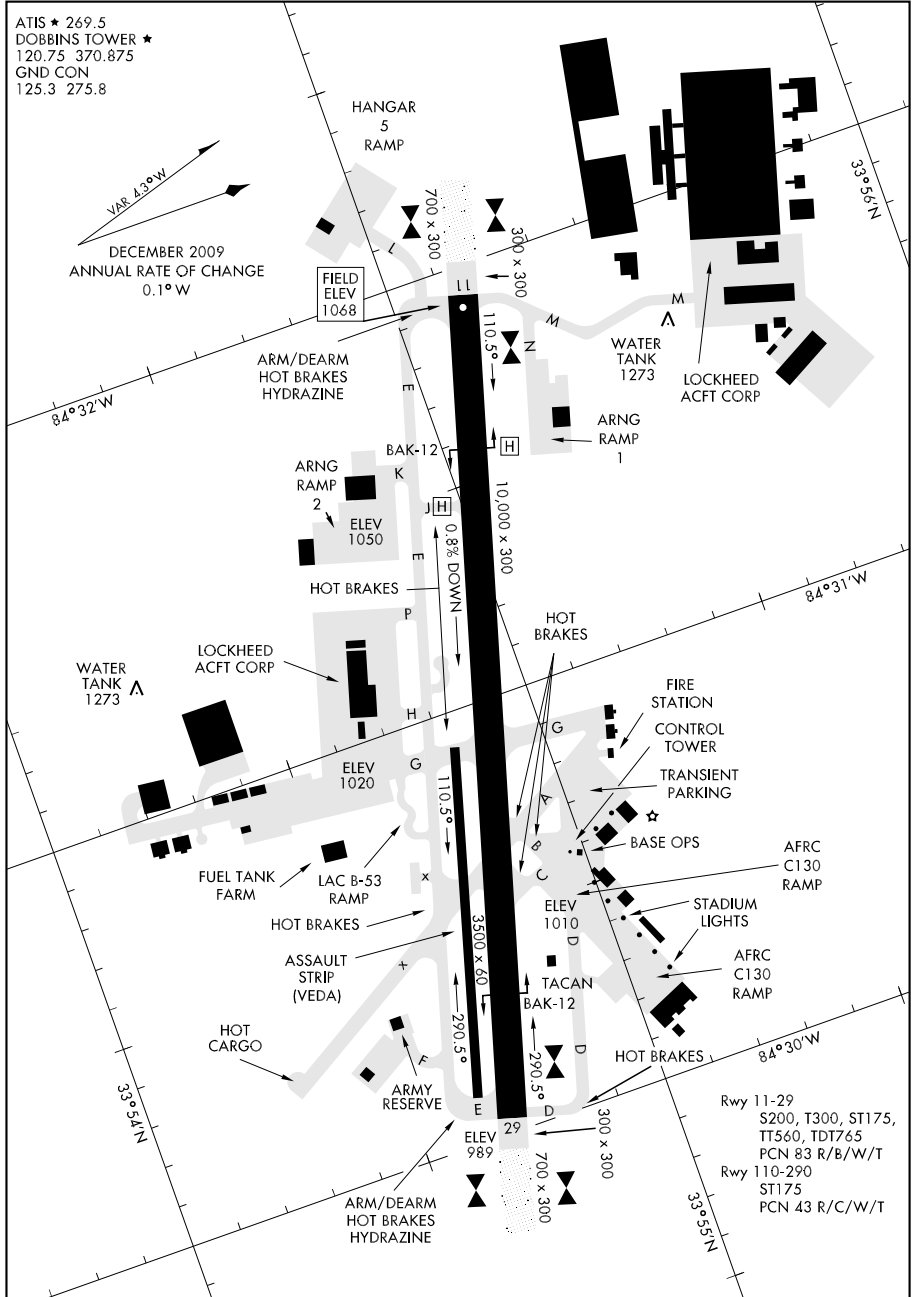 ATIS ★ 269.5
DOBBINS TOWER ★
120.75 370.875
GND CON
125.3 275.8
HANGAR
5
RAMP
VAR 4.3° W
DECEMBER 2009
ANNUAL RATE OF CHANGE
0.1° W
33°56'N
700 x 300
300 x 300
L
FIELD
ELEV
1068
11
M
M
N
WATER
TANK
1273
LOCKHEED
ACFT CORP
ARM/DEARM
HOT BRAKES
HYDRAZINE
110.5°
84°32'W
E
ARNG
RAMP
1
BAK-12
H
ARNG
RAMP
2
K
J
H
ELEV
1050
0.8% DOWN
10,000 x 300
E
HOT BRAKES
84°31'W
P
HOT
BRAKES
LOCKHEED
ACFT CORP
WATER
TANK
1273
FIRE
STATION
H
G
CONTROL
TOWER
G
TRANSIENT
PARKING
ELEV
1020
110.5°
A
B
BASE OPS
C
AFRC
C130
RAMP
FUEL TANK
FARM
LAC B-53
RAMP
x
ELEV
1010
STADIUM
LIGHTS
HOT BRAKES
3500 x 60
D
ASSAULT
STRIP
(VEDA)
x
TACAN
AFRC
C130
RAMP
BAK-12
HOT
CARGO
290.5°
290.5°
D
84°30'W
F
ARMY
RESERVE
HOT BRAKES
33°54'N
E
D
29
ELEV
989
300 x 300
700 x 300
Rwy 11-29
S200, T300, ST175,
TT560, TDT765
PCN 83 R/B/W/T
Rwy 110-290
ST175
PCN 43 R/C/W/T
ARM/DEARM
HOT BRAKES
HYDRAZINE
33°55'N